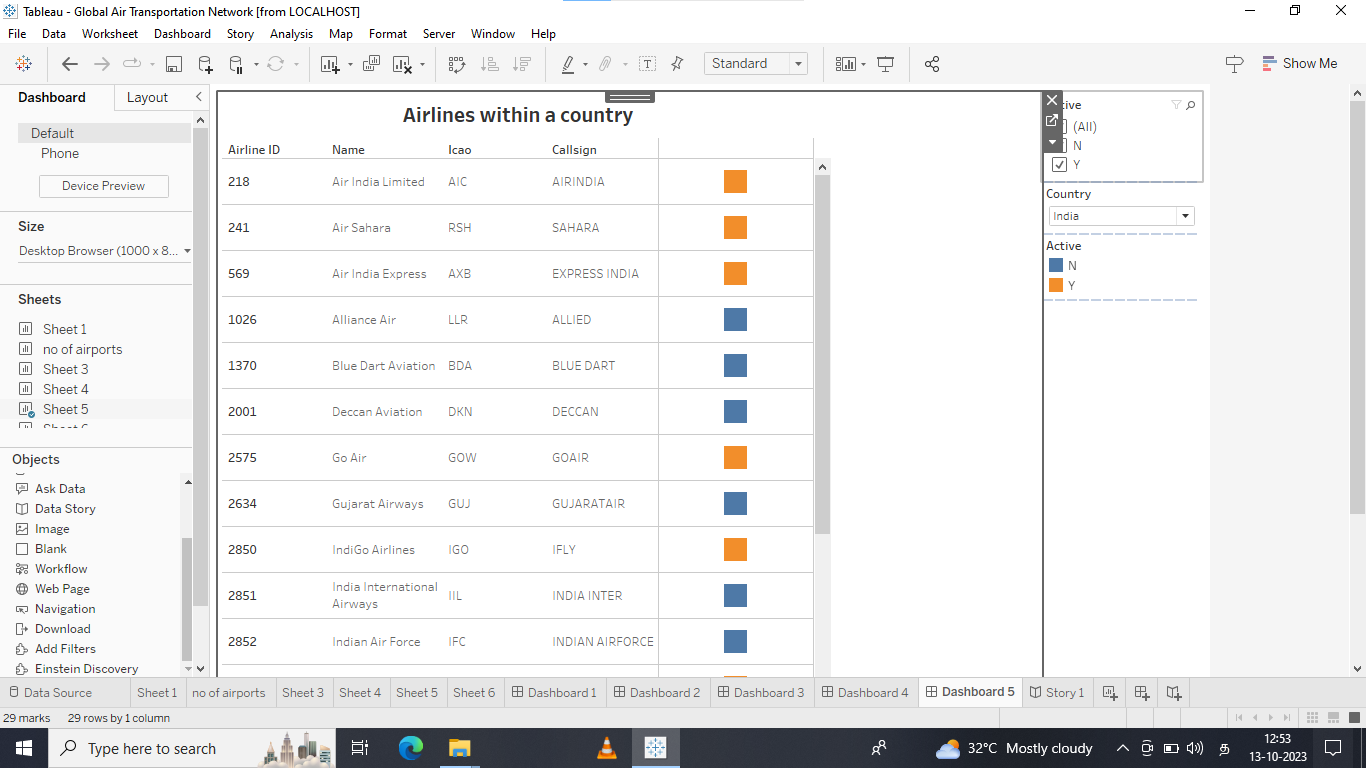 Tableau - Global Air Transportation Network [from LOCALHOST]
File Data Worksheet Dashboard Story Analysis Map Format Server Window Help
Standard
Show Me
Dashboard Layout
Default
Phone
Device Preview
Size
Desktop Browser (1000 x 8...
Sheets
Sheet 1
no of airports
Sheet 3
Sheet 4
Sheet 5
Objects
Ask Data
Data Story
Image
Blank
Workflow
Web Page
Navigation
Download
Add Filters
Einstein Discovery
Airlines within a country
Airline ID Name Icao Callsign
218 Air India Limited AIC AIRINDIA
241 Air Sahara RSH SAHARA
569 Air India Express AXB EXPRESS INDIA
1026 Alliance Air LLR ALLIED
1370 Blue Dart Aviation BDA BLUE DART
2001 Deccan Aviation DKN DECCAN
2575 Go Air GOW GOAIR
2634 Gujarat Airways GUJ GUJARATAIR
2850 IndiGo Airlines IGO IFLY
2851 India International Airways IIL INDIA INTER
2852 Indian Air Force IFC INDIAN AIRFORCE
(All)
N
Y
Country
India
Active
N
Y
Data Source Sheet 1 no of airports Sheet 3 Sheet 4 Sheet 5 Sheet 6 Dashboard 1 Dashboard 2 Dashboard 3 Dashboard 4 Dashboard 5 Story 1
29 marks 29 rows by 1 column
Type here to search
32°C Mostly cloudy
12:53
13-10-2023